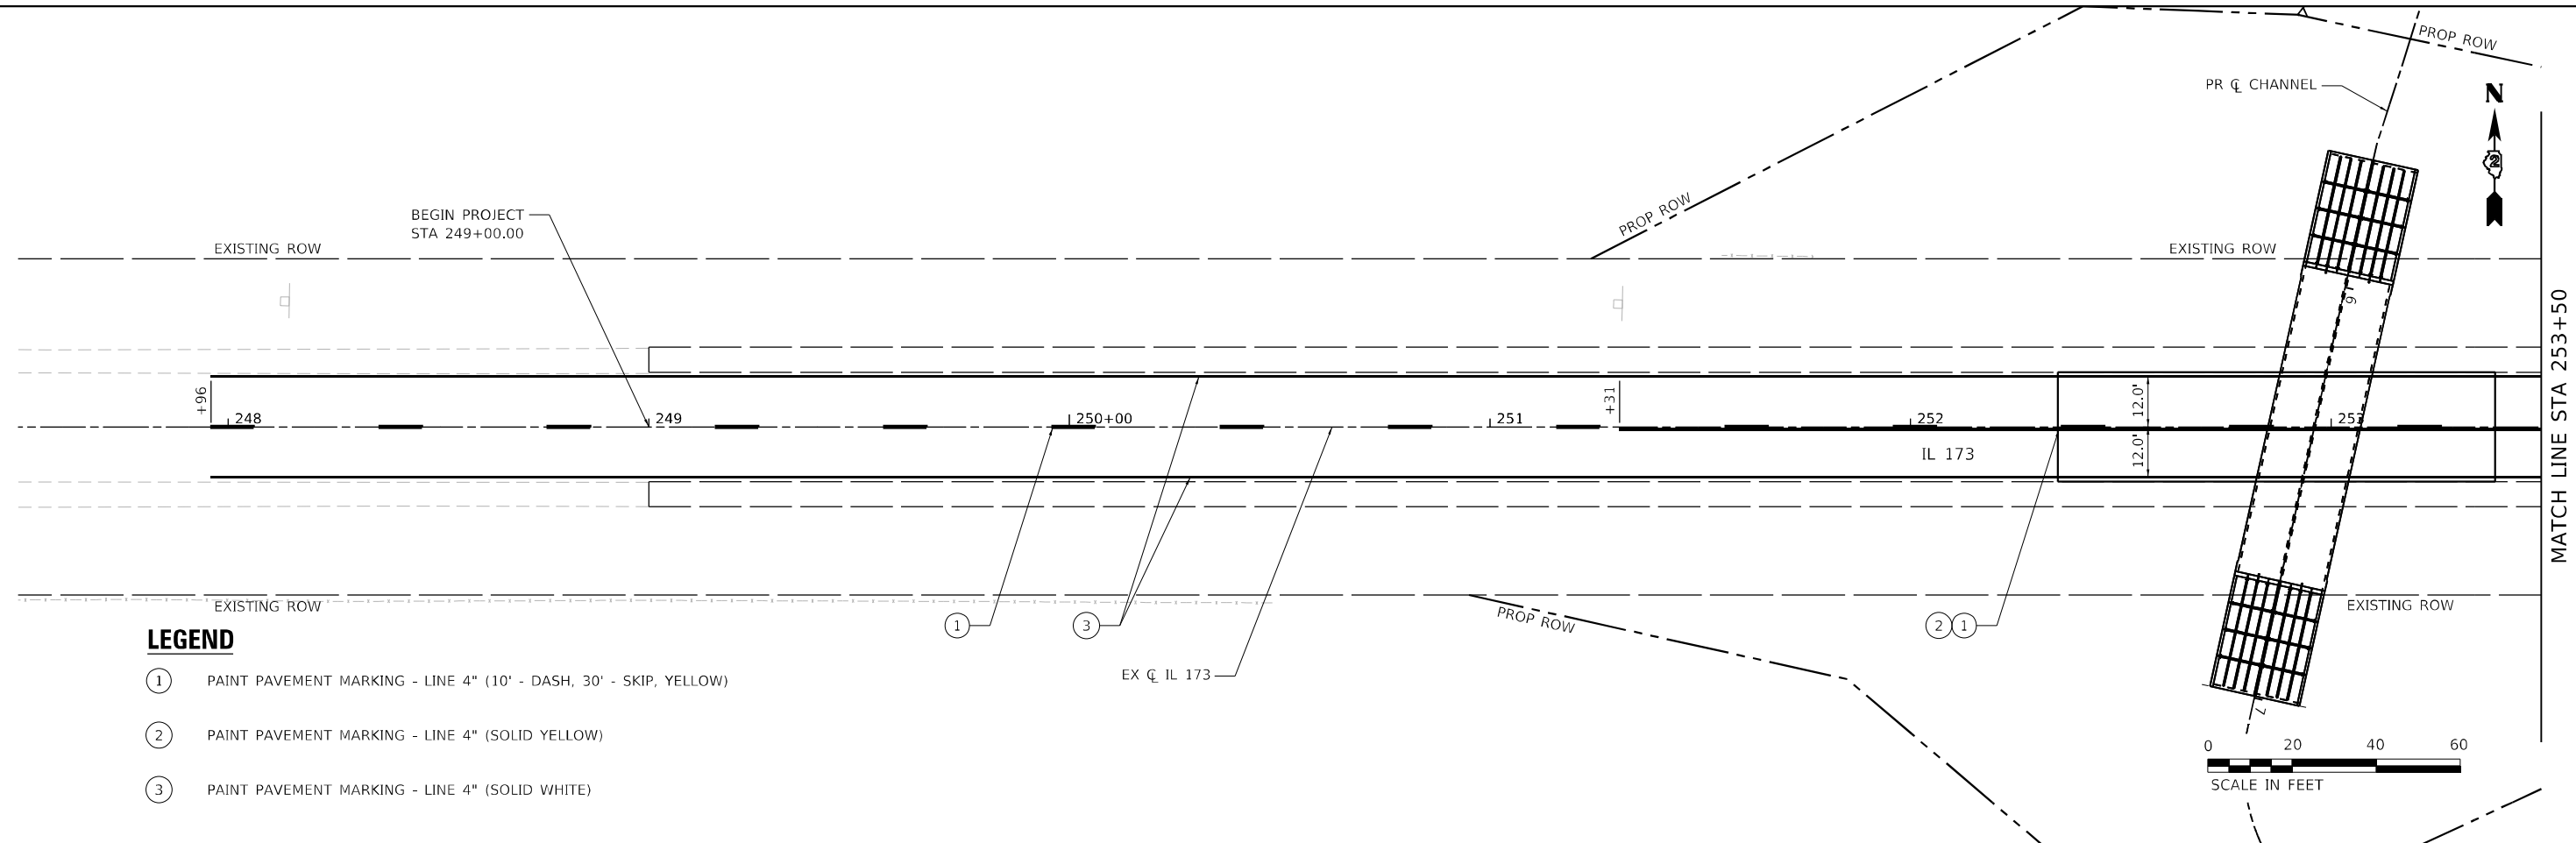 PROP ROW
PR ℄ CHANNEL
N
2
PROP ROW
BEGIN PROJECT
STA 249+00.00
EXISTING ROW
EXISTING ROW
6
MATCH LINE STA 253+50
+96
248
249
250+00
251
+31
252
253
12.0'
12.0'
IL 173
EXISTING ROW
EXISTING ROW
PROP ROW
1
3
2 1
EX ℄ IL 173
7
LEGEND
1 PAINT PAVEMENT MARKING - LINE 4" (10' - DASH, 30' - SKIP, YELLOW)
2 PAINT PAVEMENT MARKING - LINE 4" (SOLID YELLOW)
3 PAINT PAVEMENT MARKING - LINE 4" (SOLID WHITE)
0 20 40 60
SCALE IN FEET